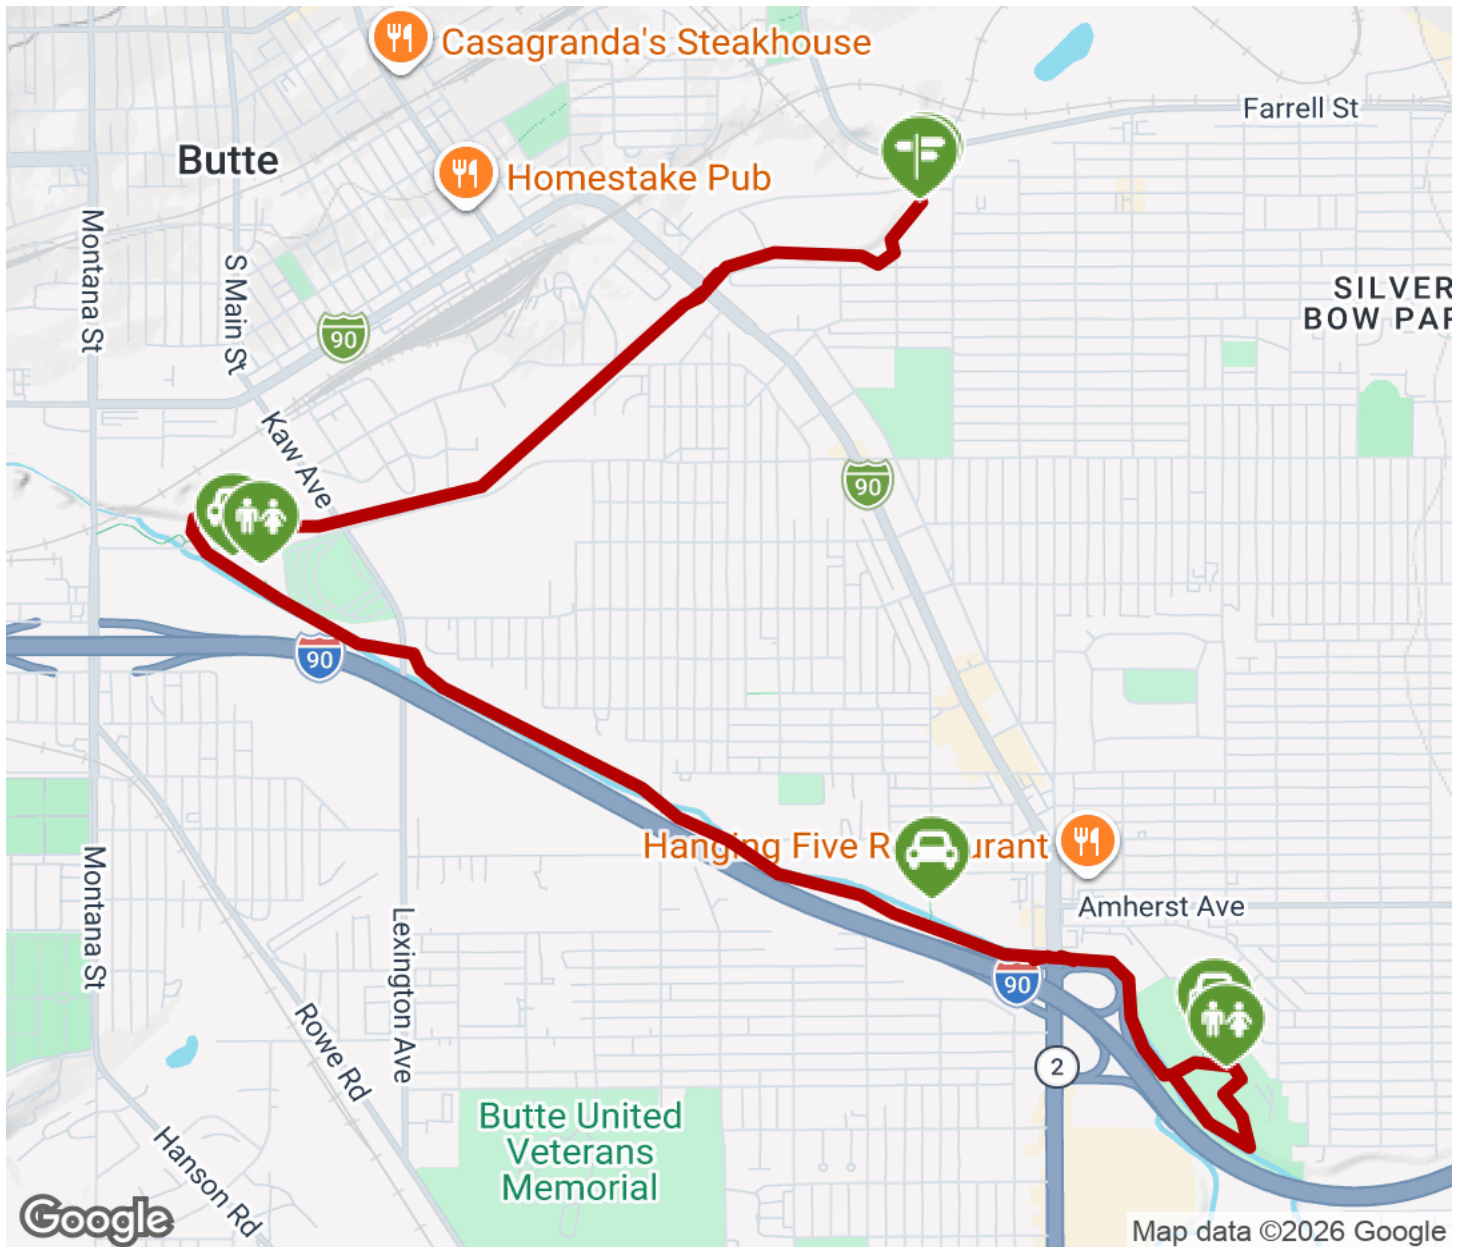 Casagranda's Steakhouse
Farrell St
Butte
Homestake Pub
Montana St
S Main St
SILVER
BOW PAR
90
Kaw Ave
90
90
Hanging Five R urant
Amherst Ave
Montana St
Lexington Ave
90
Rowe Rd
2
Butte United
Veterans
Memorial
Hanson Rd
Google
Map data ©2026 Google